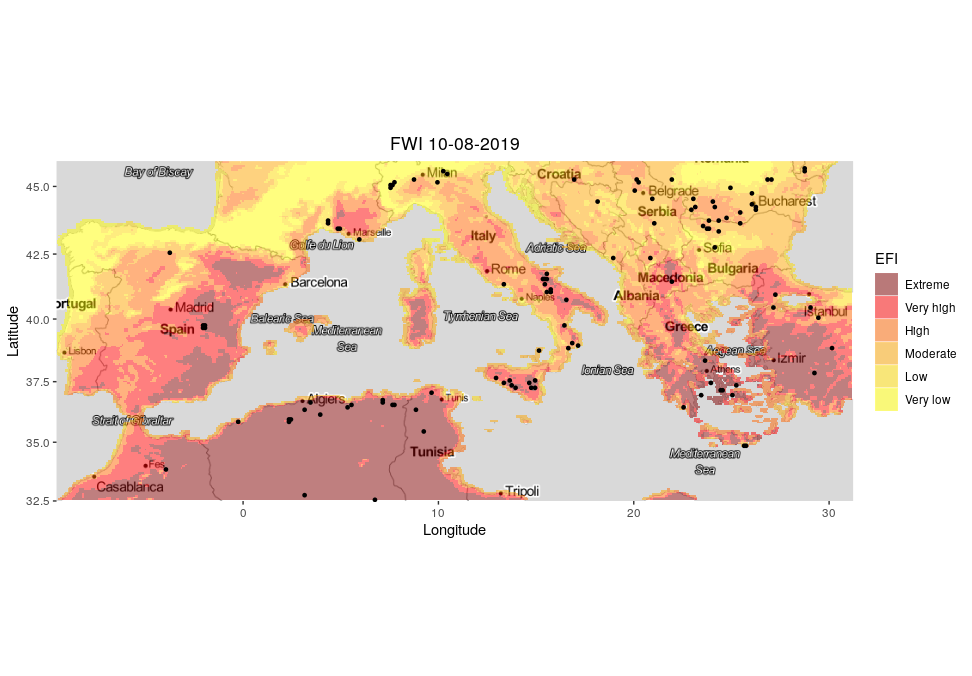 FWI 10-08-2019
Bay of Biscay
Milan
Croatia
Romania
Belgrade
Serbia
Bucharest
Marseille
Golfe du Lion
Italy
Adriatic Sea
Sofia
Bulgaria
Rome
Macedonia
Barcelona
Naples
Albania
ortugal
Madrid
Istanbul
Spain
Balearic Sea
Mediterranean
Sea
Tyrrhenian Sea
Greece
Lisbon
Aegean Sea
Izmir
Ionian Sea
Athens
Algiers
Tunis
Strait of Gibraltar
Tunisia
Mediterranean
Sea
Fes
Casablanca
Tripoli
45.0
42.5
40.0
37.5
35.0
32.5
Latitude
0 10 20 30
Longitude
EFI
Extreme
Very high
HIgh
Moderate
Low
Very low